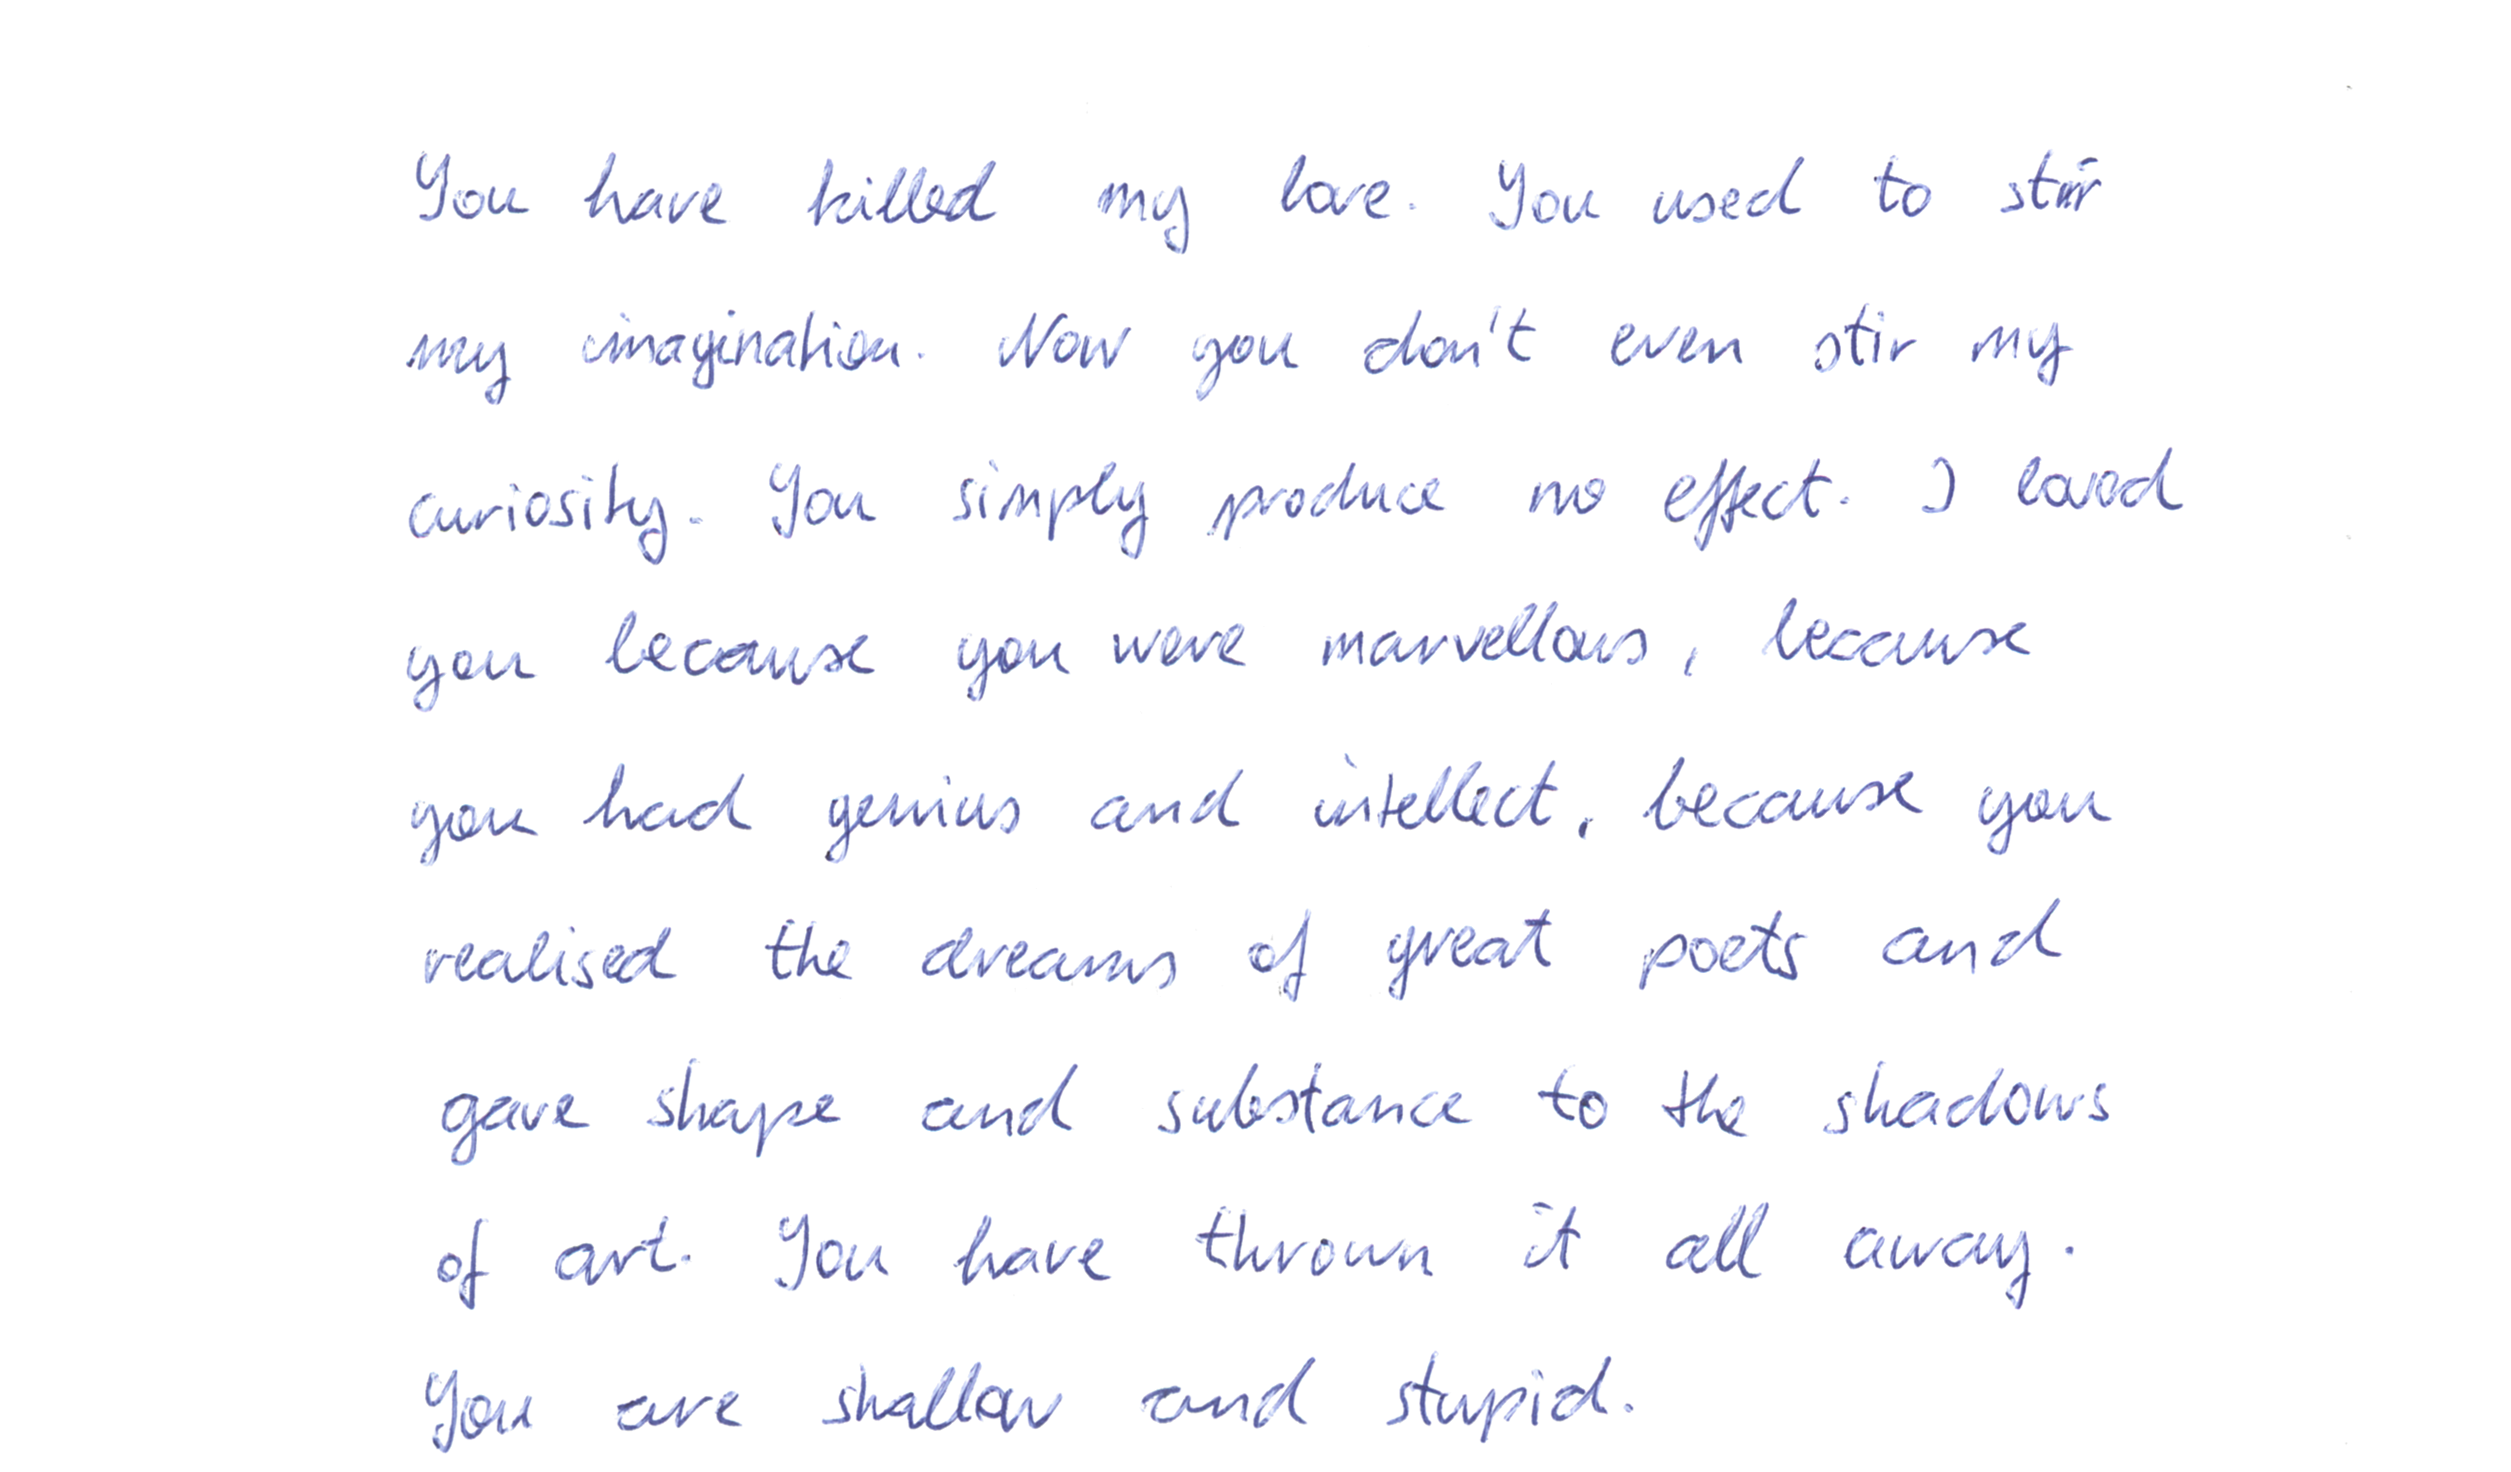 You have killed my love. You used to stir
my imagination. Now you don't even stir my
curiosity. You simply produce no effect. I loved
you because you were marvellous, because
you had genius and intellect, because you
realised the dreams of great poets and
gave shape and substance to the shadows
of art. You have thrown it all away.
You are shallow and stupid.